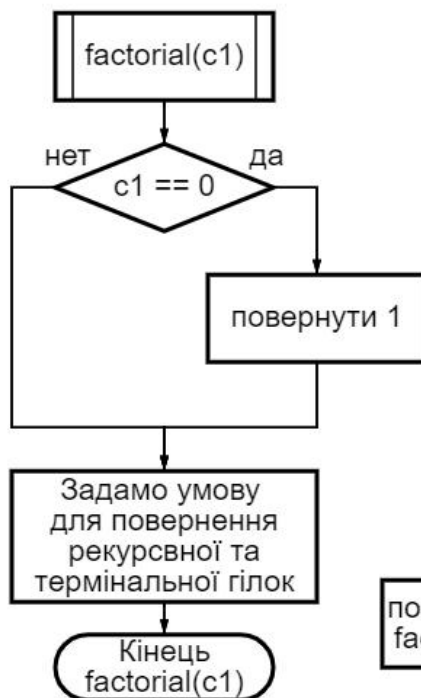 factorial(c1)
нет
да
c1 == 0
повернути 1
Задамо умову
для повернення
рекурсвної та
термінальної гілок
Кінець
factorial(c1)